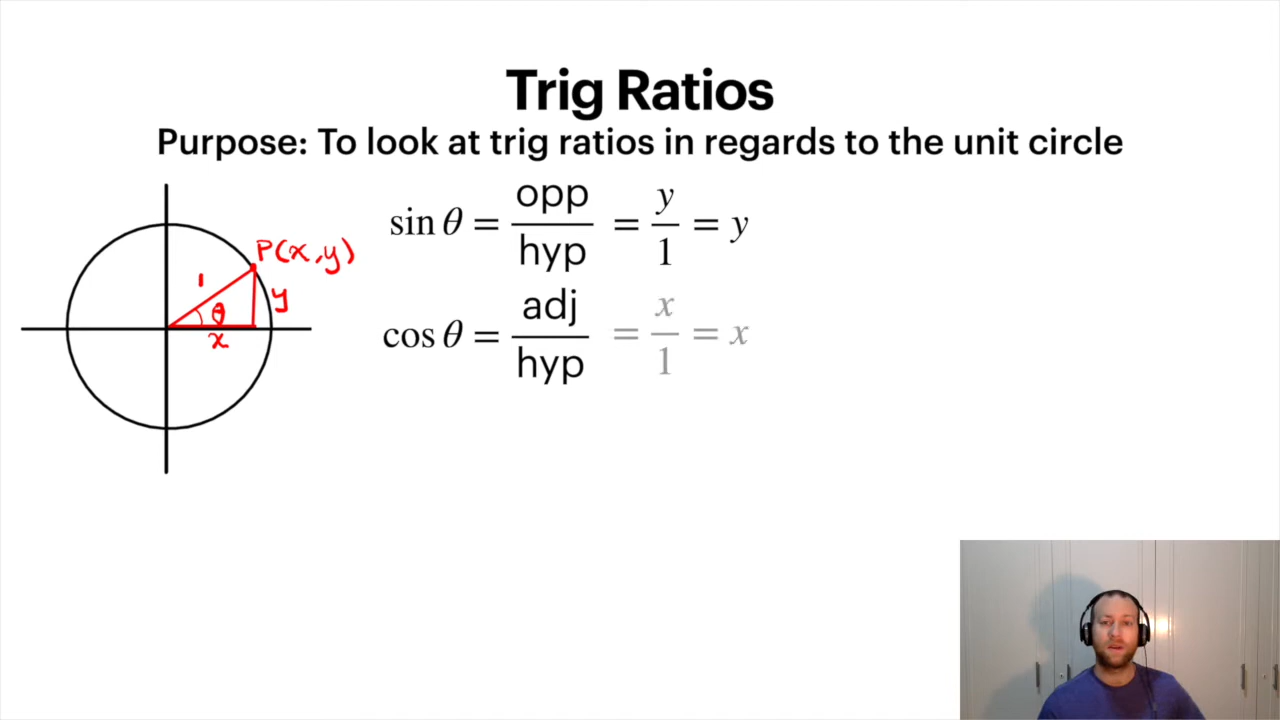 Trig Ratios
Purpose: To look at trig ratios in regards to the unit circle
P(x,y)
1
θ
y
x
sin θ = opp/hyp = y/1 = y
cos θ = adj/hyp = x/1 = x